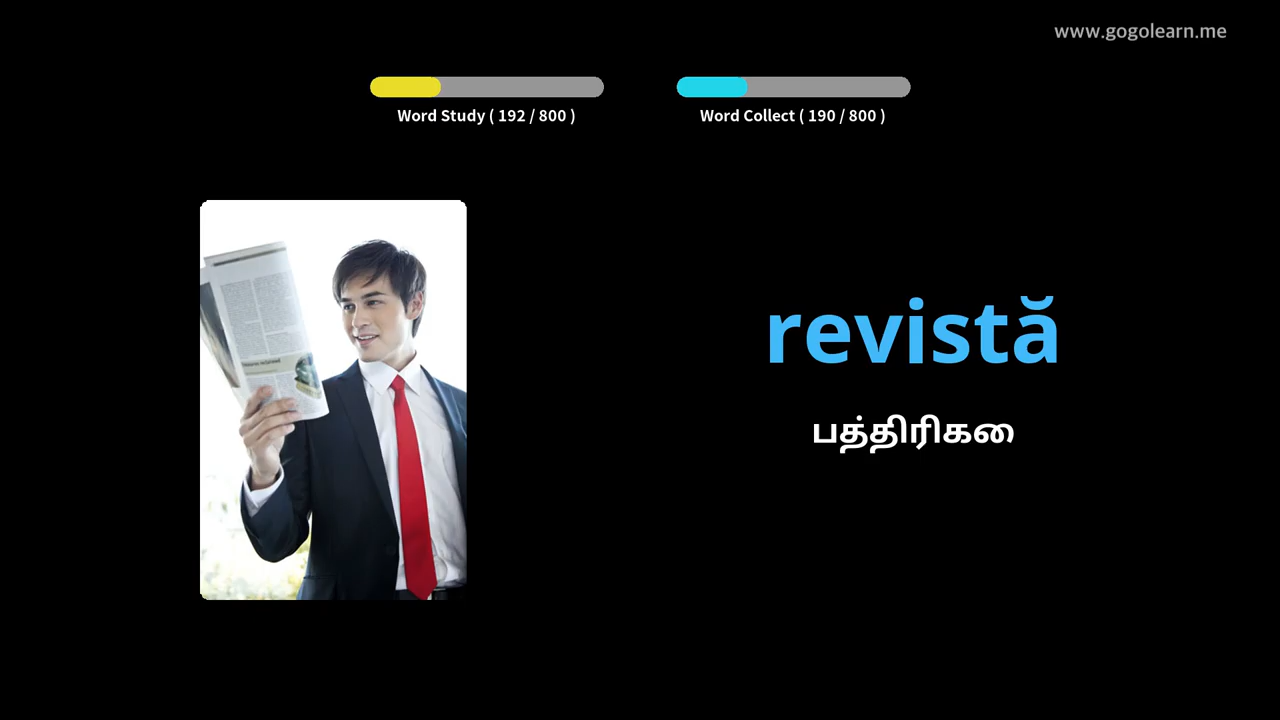 www.gogolearn.me
Word Study ( 192 / 800 )
Word Collect ( 190 / 800 )
revistă
பத்திரிகை